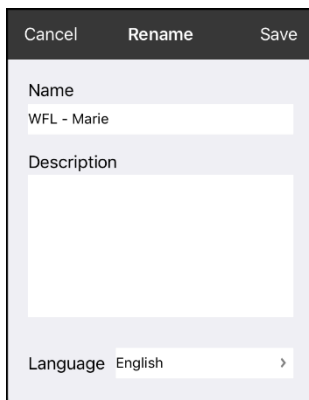 Cancel Rename Save
Name
WFL - Marie
Description
Language English >